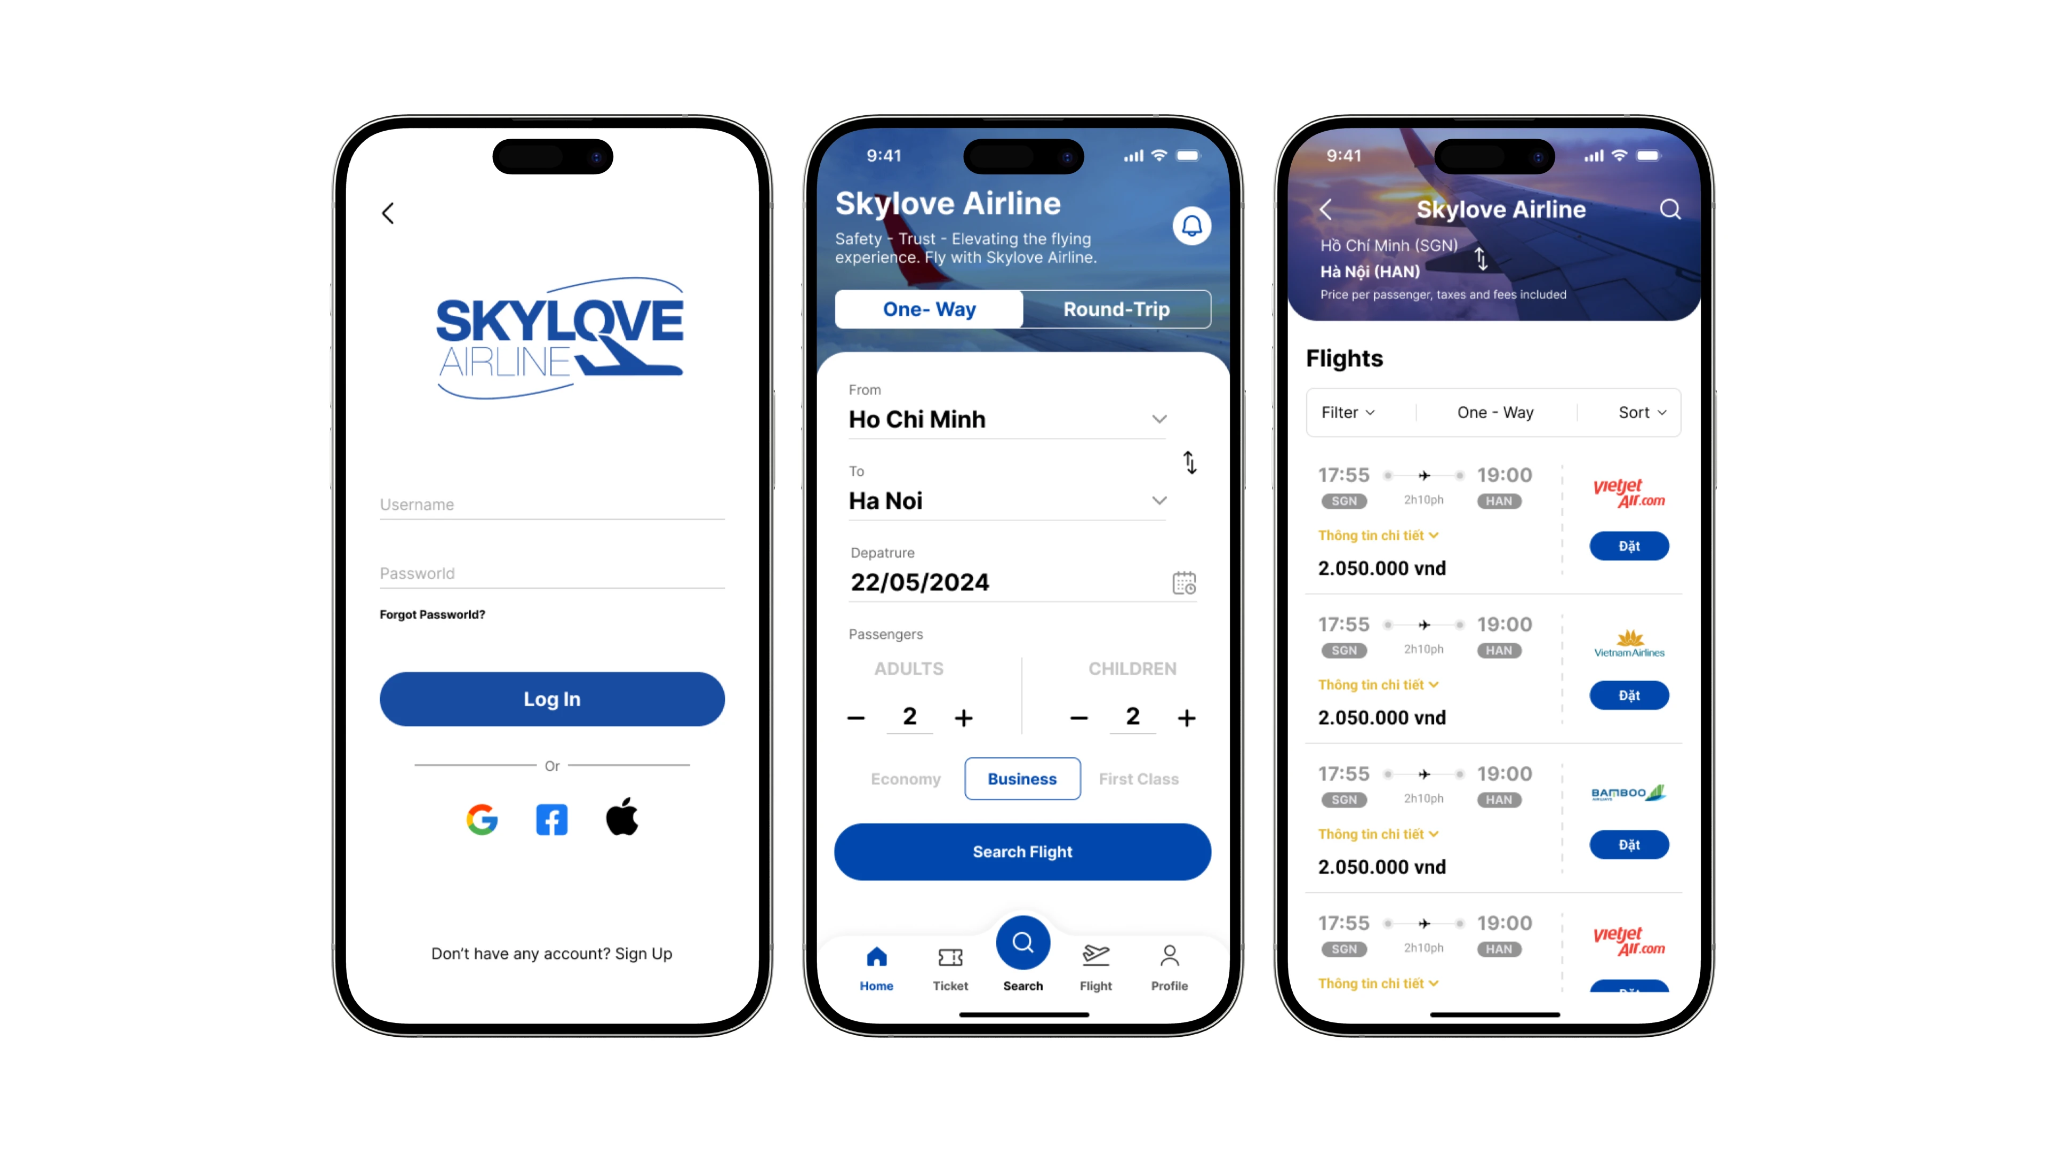 SKYLOVE
AIRLINE
Username
Passworld
Forgot Passworld?
Log In
Or
Don't have any account? Sign Up
9:41
Skylove Airline
Safety - Trust - Elevating the flying
experience. Fly with Skylove Airline.
One- Way
Round-Trip
From
Ho Chi Minh
To
Ha Noi
Depatrure
22/05/2024
Passengers
ADULTS
CHILDREN
2
2
Economy
Business
First Class
Search Flight
Home
Ticket
Search
Flight
Profile
9:41
Skylove Airline
Hồ Chí Minh (SGN)
Hà Nội (HAN)
Price per passenger, taxes and fees included
Flights
Filter
One - Way
Sort
17:55
19:00
SGN
2h10ph
HAN
vietjet
Air.com
Thông tin chi tiết
Đặt
2.050.000 vnd
17:55
19:00
SGN
2h10ph
HAN
Vietnam Airlines
Thông tin chi tiết
Đặt
2.050.000 vnd
17:55
19:00
SGN
2h10ph
HAN
BAMBOO
AIRWAYS
Thông tin chi tiết
Đặt
2.050.000 vnd
17:55
19:00
SGN
2h10ph
HAN
vietjet
Air.com
Thông tin chi tiết
Đặt